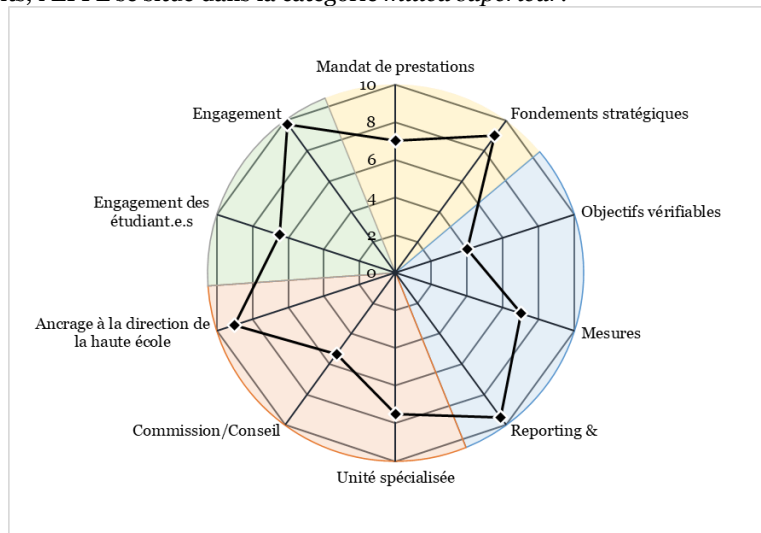 Mandat de prestations
10
Engagement
Fondements stratégiques
8
6
Engagement des
étudiant.e.s
Objectifs vérifiables
4
2
0
Ancrage à la direction de
la haute école
Mesures
Commission/Conseil
Reporting &
Unité spécialisée